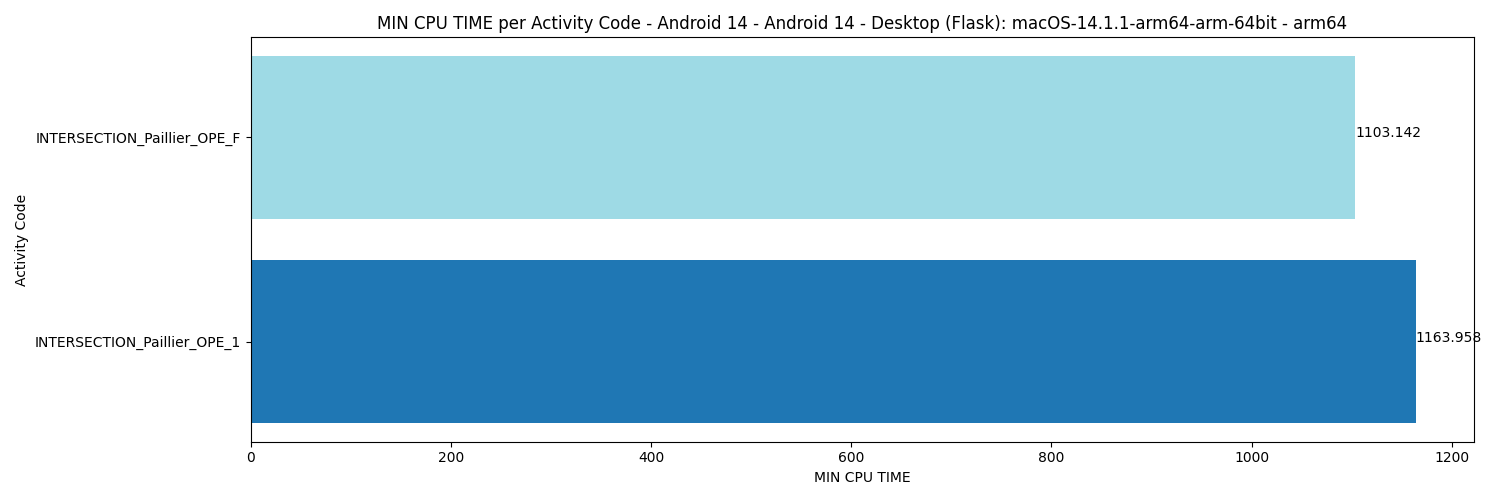 MIN CPU TIME per Activity Code - Android 14 - Android 14 - Desktop (Flask): macOS-14.1.1-arm64-arm-64bit - arm64
INTERSECTION_Paillier_OPE_F
1103.142
Activity Code
INTERSECTION_Paillier_OPE_1
1163.958
0 200 400 600 800 1000 1200
MIN CPU TIME